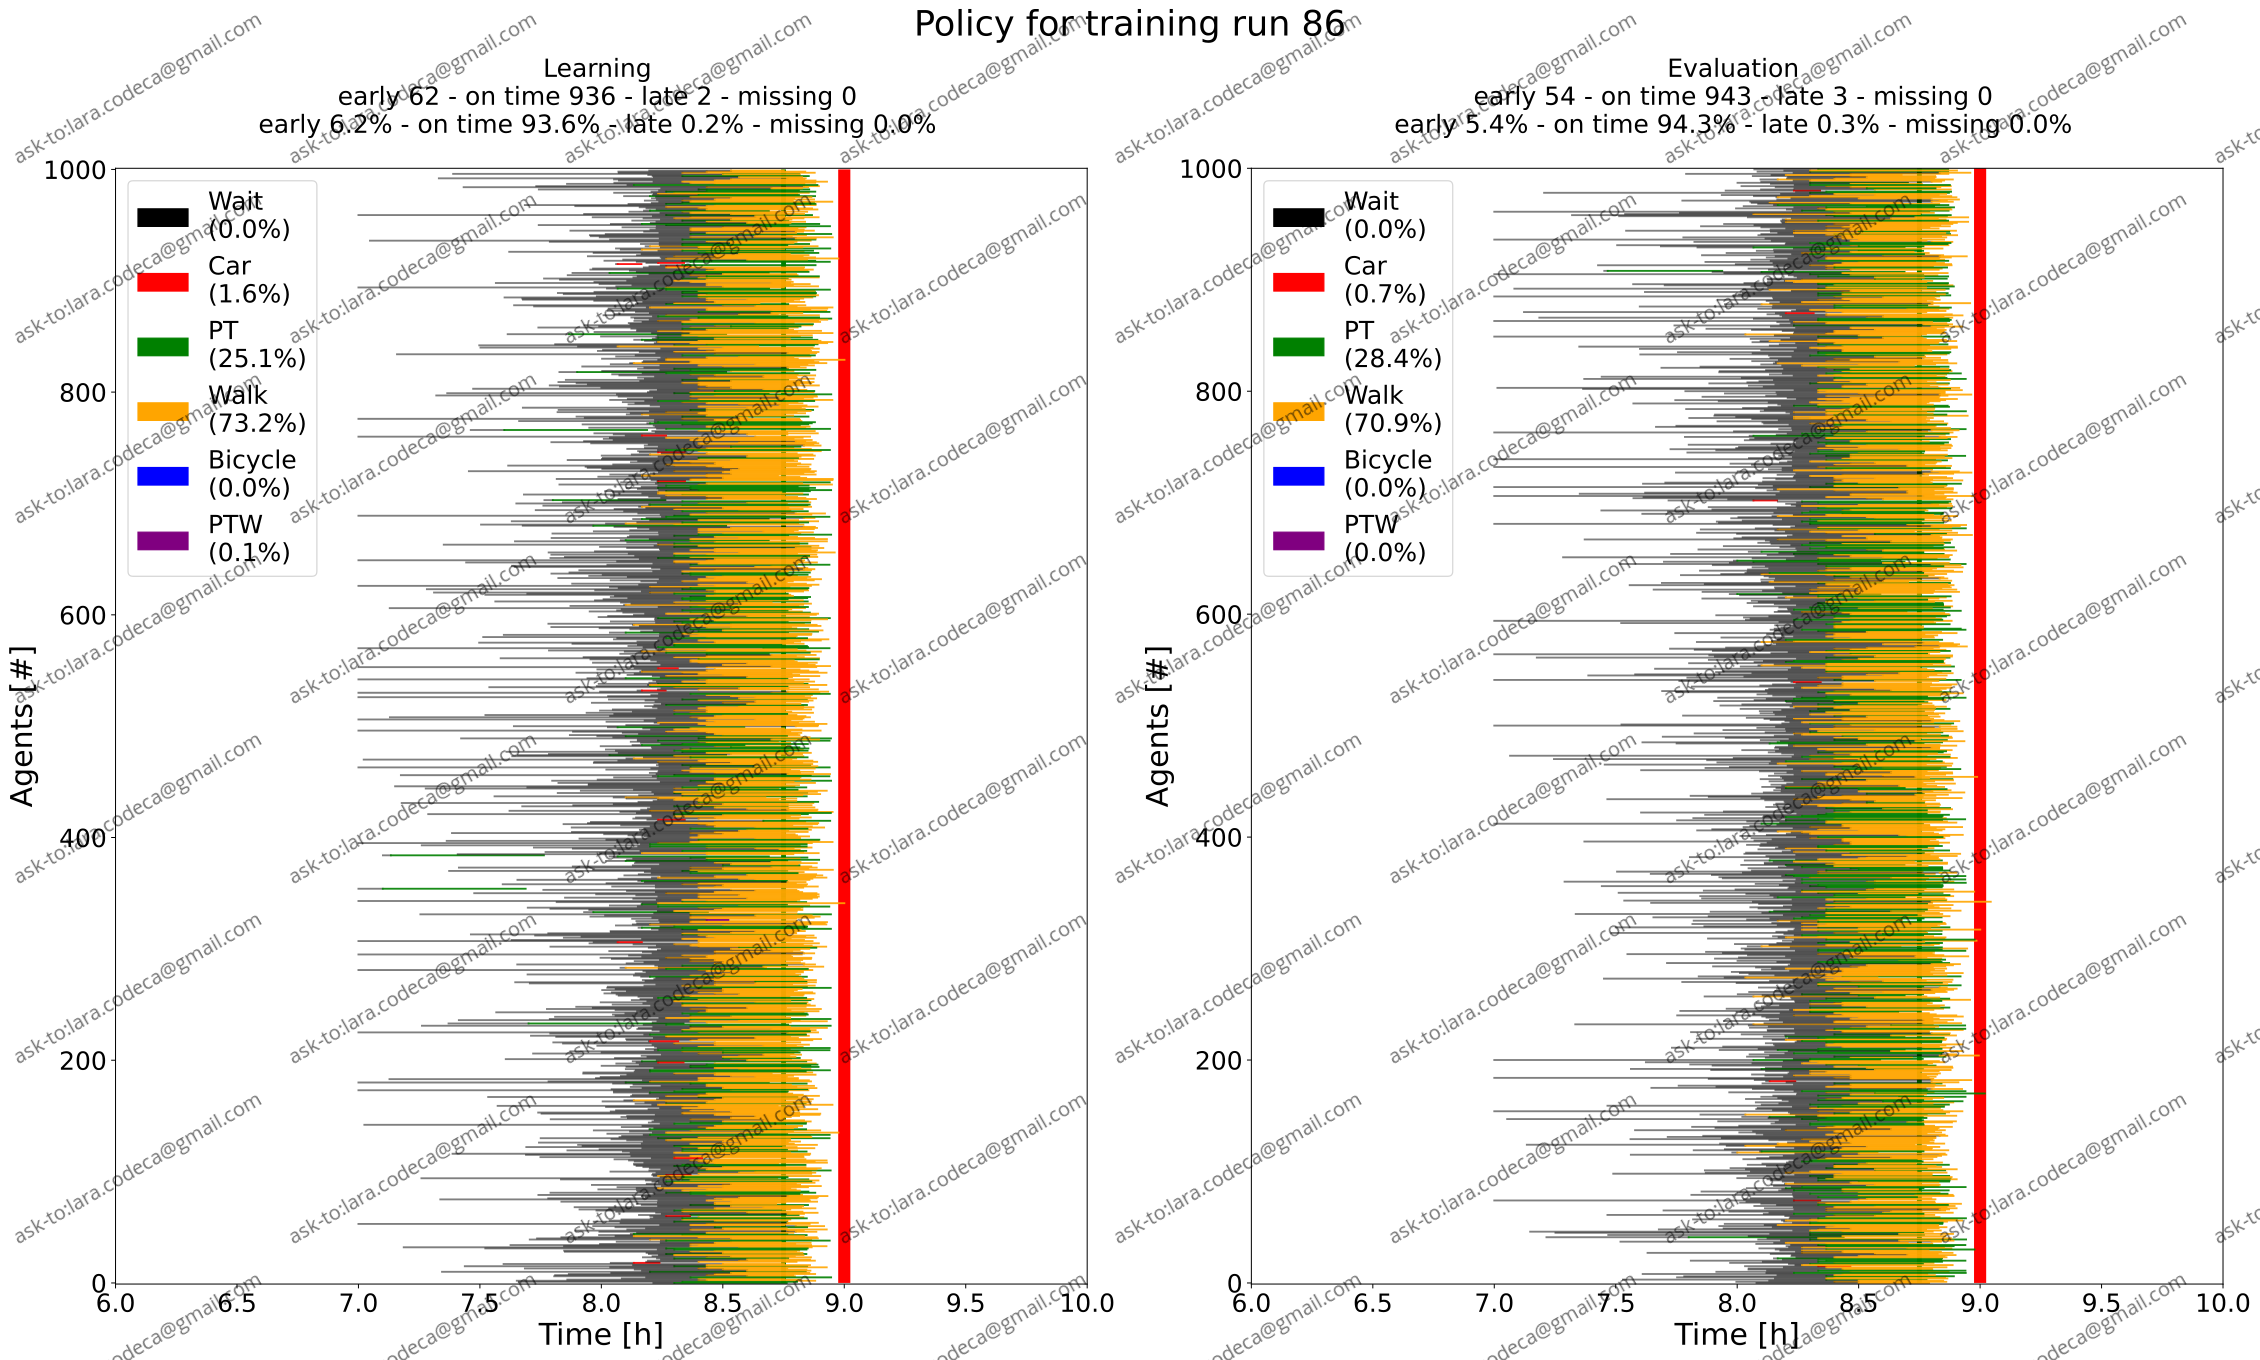 Policy for training run 86
Learning
early 62 - on time 936 - late 2 - missing 0
early 6.2% - on time 93.6% - late 0.2% - missing 0.0%
1000
800
600
400
200
0
Agents [#]
Wait
(0.0%)
Car
(1.6%)
PT
(25.1%)
Walk
(73.2%)
Bicycle
(0.0%)
PTW
(0.1%)
6.0 6.5 7.0 7.5 8.0 8.5 9.0 9.5 10.0
Time [h]
Evaluation
early 54 - on time 943 - late 3 - missing 0
early 5.4% - on time 94.3% - late 0.3% - missing 0.0%
1000
800
600
400
200
0
Agents [#]
Wait
(0.0%)
Car
(0.7%)
PT
(28.4%)
Walk
(70.9%)
Bicycle
(0.0%)
PTW
(0.0%)
6.0 6.5 7.0 7.5 8.0 8.5 9.0 9.5 10.0
Time [h]
ask-to:lara.codeca@gmail.com